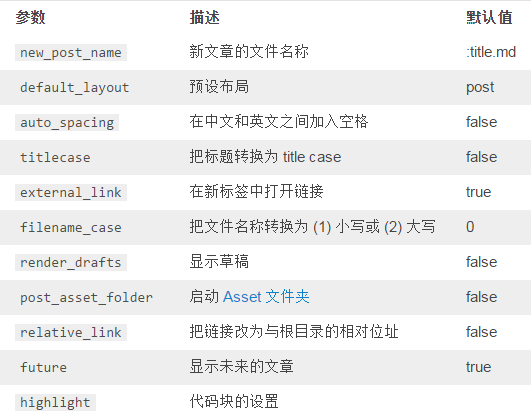 参数 描述 默认值
new_post_name 新文章的文件名称 :title.md
default_layout 预设布局 post
auto_spacing 在中文和英文之间加入空格 false
titlecase 把标题转换为 title case false
external_link 在新标签中打开链接 true
filename_case 把文件名称转换为 (1) 小写或 (2) 大写 0
render_drafts 显示草稿 false
post_asset_folder 启动 Asset 文件夹 false
relative_link 把链接改为与根目录的相对位址 false
future 显示未来的文章 true
highlight 代码块的设置